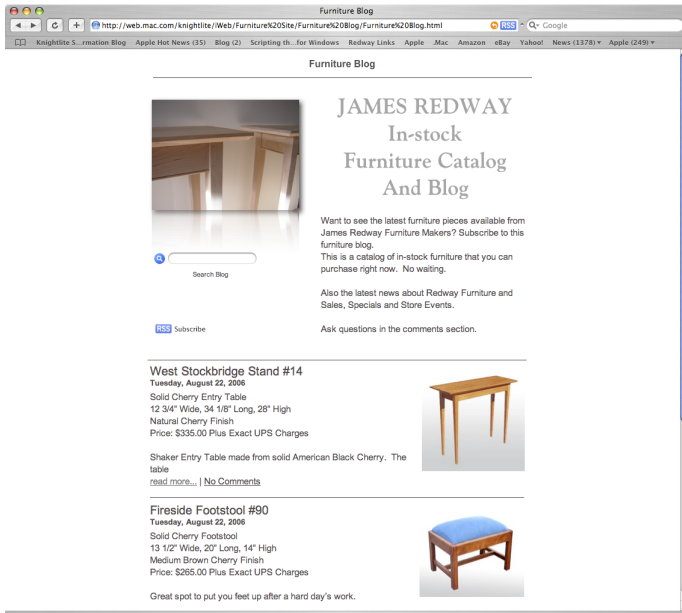 Furniture Blog
http://web.mac.com/knightlite/iWeb/Furniture%20Site/Furniture%20Blog/Furniture%20Blog.html
RSS
Google
Knightlite S...rmation Blog Apple Hot News (35) Blog (2) Scripting th...for Windows Redway Links Apple .Mac Amazon eBay Yahoo! News (1378) Apple (249)
Furniture Blog
JAMES REDWAY
In-stock
Furniture Catalog
And Blog
Want to see the latest furniture pieces available from
James Redway Furniture Makers? Subscribe to this
furniture blog.
This is a catalog of in-stock furniture that you can
purchase right now. No waiting.
Also the latest news about Redway Furniture and
Sales, Specials and Store Events.
Ask questions in the comments section.
Search Blog
RSS Subscribe
West Stockbridge Stand #14
Tuesday, August 22, 2006
Solid Cherry Entry Table
12 3/4" Wide, 34 1/8" Long, 28" High
Natural Cherry Finish
Price: $335.00 Plus Exact UPS Charges
Shaker Entry Table made from solid American Black Cherry. The
table
read more... | No Comments
Fireside Footstool #90
Tuesday, August 22, 2006
Solid Cherry Footstool
13 1/2" Wide, 20" Long, 14" High
Medium Brown Cherry Finish
Price: $265.00 Plus Exact UPS Charges
Great spot to put you feet up after a hard day's work.